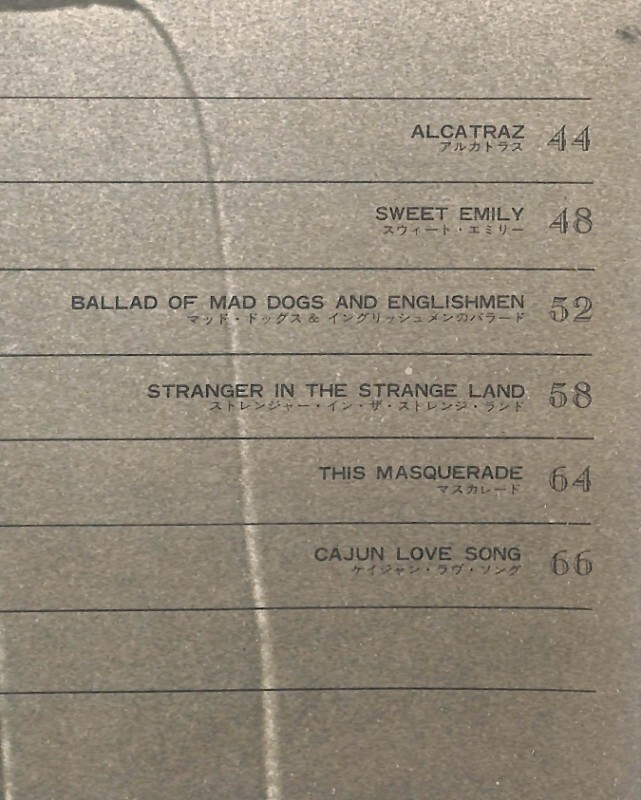 ALCATRAZ 44
アルカトラス
SWEET EMILY 48
スウィート・エミリー
BALLAD OF MAD DOGS AND ENGLISHMEN 52
マッド・ドッグス & イングリッシュメンのバラード
STRANGER IN THE STRANGE LAND 58
ストレンジャー・イン・ザ・ストレンジ・ランド
THIS MASQUERADE 64
マスカレード
CAJUN LOVE SONG 66
ケイジャン・ラヴ・ソング